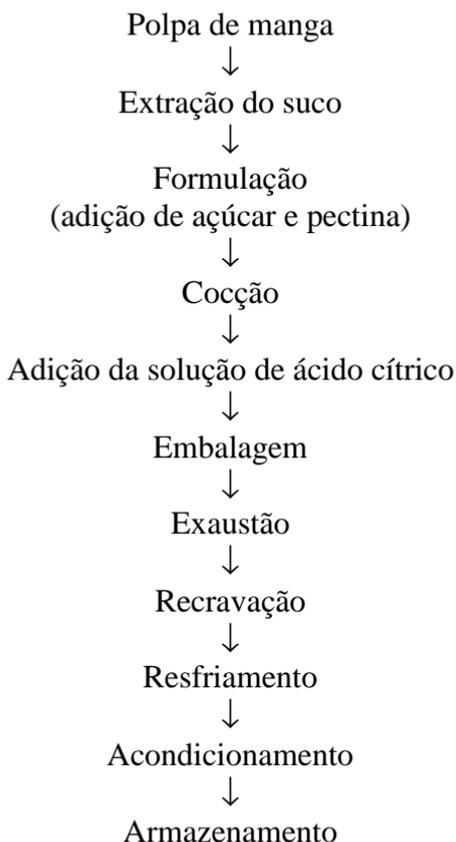 Polpa de manga
↓
Extração do suco
↓
Formulação
(adição de açúcar e pectina)
↓
Cocção
↓
Adição da solução de ácido cítrico
↓
Embalagem
↓
Exaustão
↓
Recravação
↓
Resfriamento
↓
Acondicionamento
↓
Armazenamento